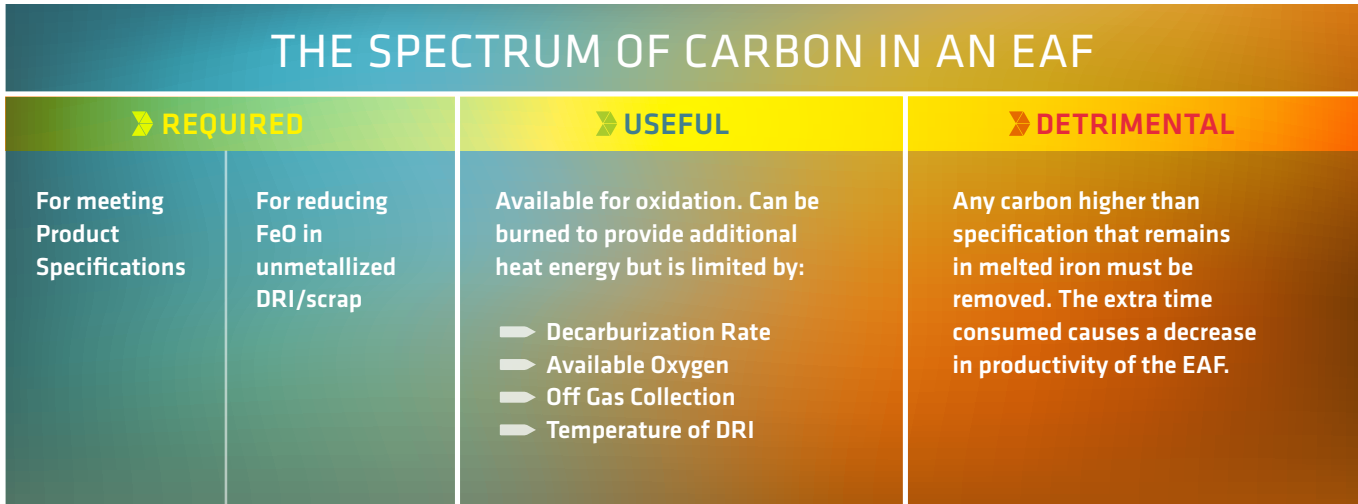 THE SPECTRUM OF CARBON IN AN EAF
REQUIRED
For meeting
Product
Specifications
For reducing
FeO in
unmetallized
DRI/scrap
USEFUL
Available for oxidation. Can be
burned to provide additional
heat energy but is limited by:
Decarburization Rate
Available Oxygen
Off Gas Collection
Temperature of DRI
DETRIMENTAL
Any carbon higher than
specification that remains
in melted iron must be
removed. The extra time
consumed causes a decrease
in productivity of the EAF.